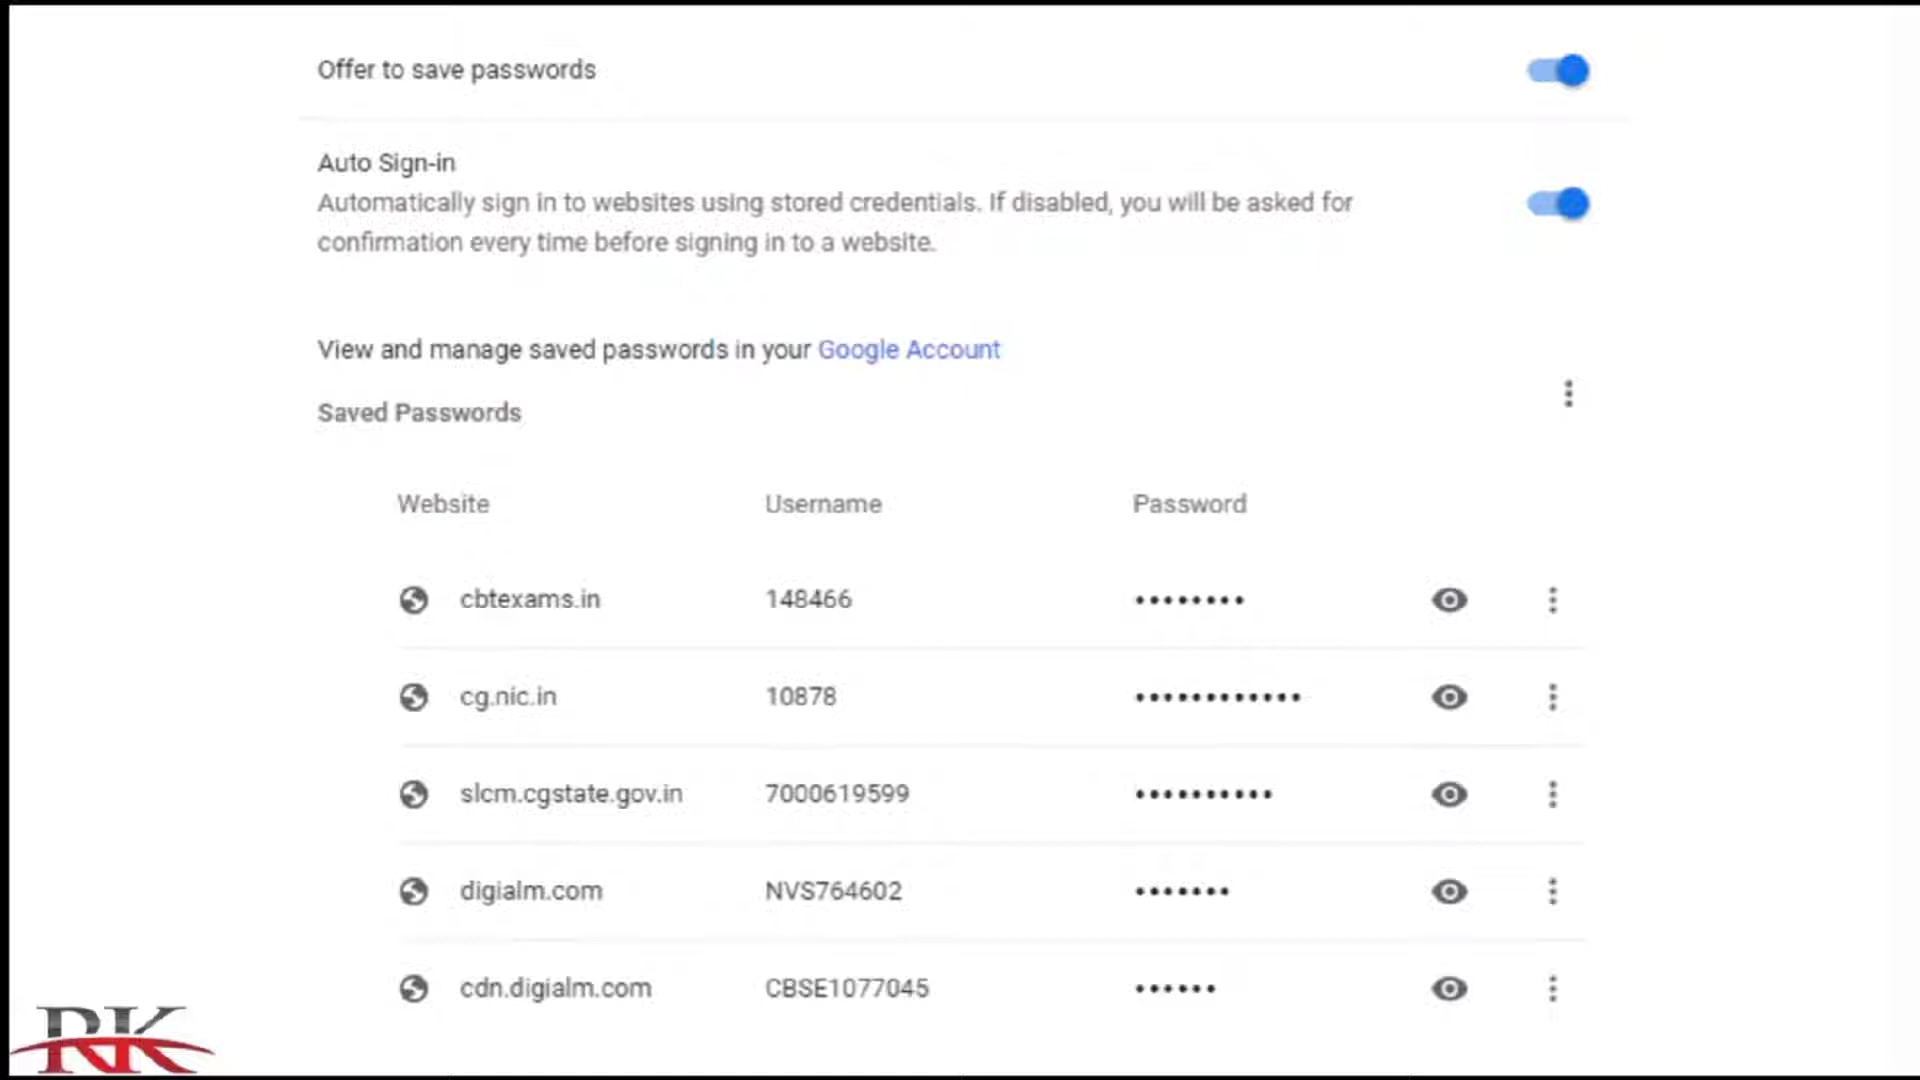 Offer to save passwords
Auto Sign-in
Automatically sign in to websites using stored credentials. If disabled, you will be asked for
confirmation every time before signing in to a website.
View and manage saved passwords in your Google Account
Saved Passwords
Website Username Password
cbtexams.in 148466 ••••••••
cg.nic.in 10878 ••••••••••••
slcm.cgstate.gov.in 7000619599 ••••••••••
digialm.com NVS764602 •••••••
cdn.digialm.com CBSE1077045 ••••••
RK